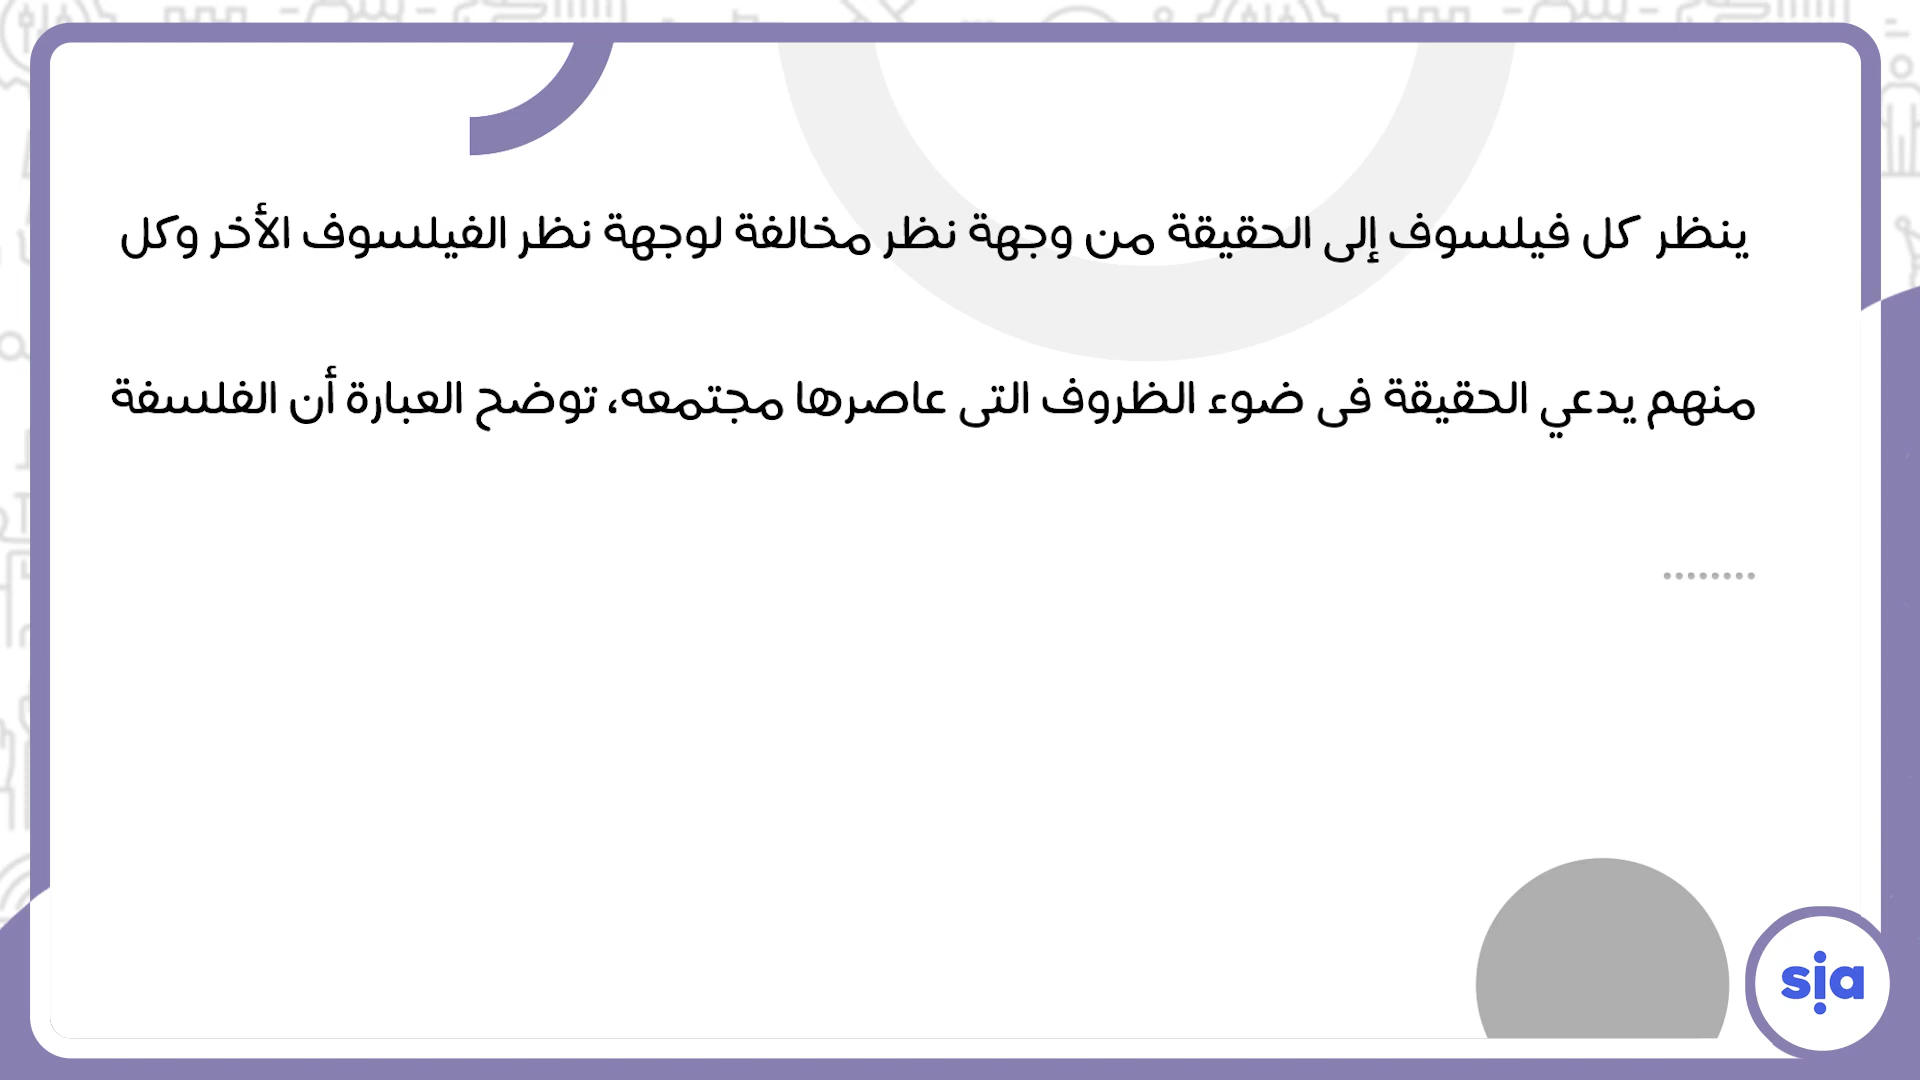 ينظر كل فيلسوف إلى الحقيقة من وجهة نظر مخالفة لوجهة نظر الفيلسوف الأخر وكل
منهم يدعي الحقيقة فى ضوء الظروف التى عاصرها مجتمعه، توضح العبارة أن الفلسفة
........
sia